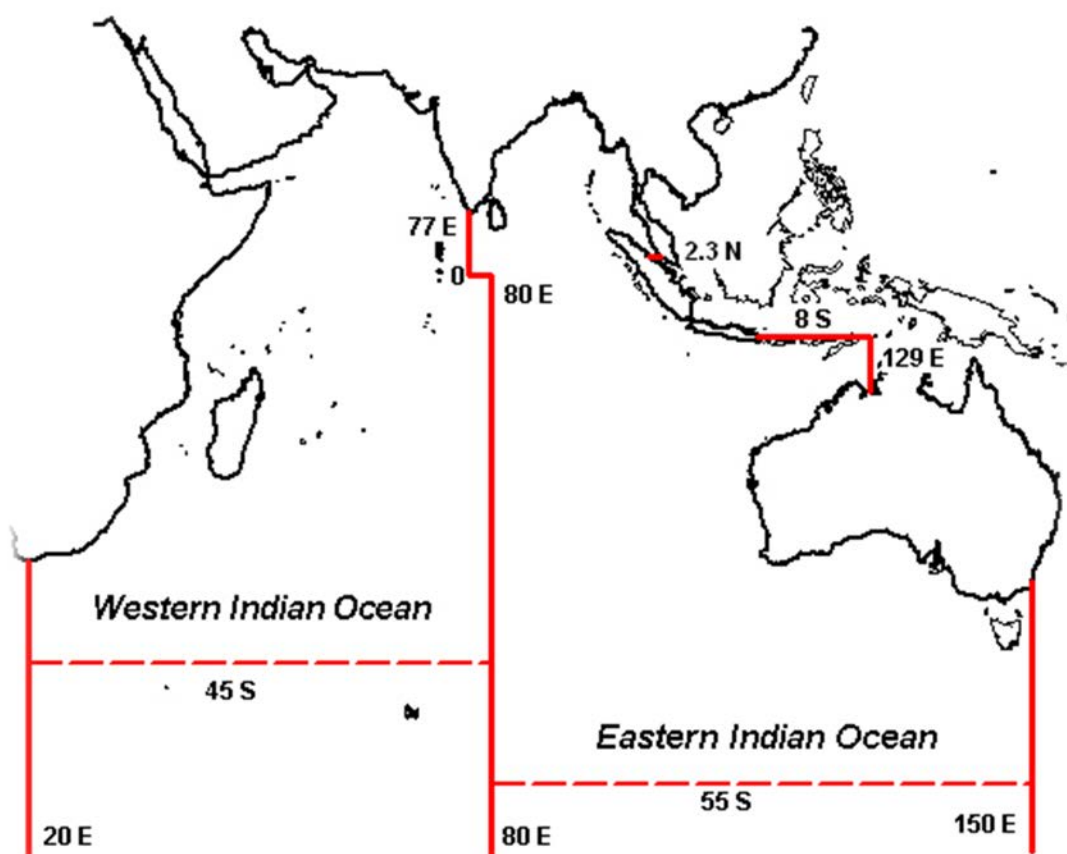 77 E
2.3 N
0
80 E
8 S
129 E
Western Indian Ocean
45 S
Eastern Indian Ocean
55 S
20 E
80 E
150 E